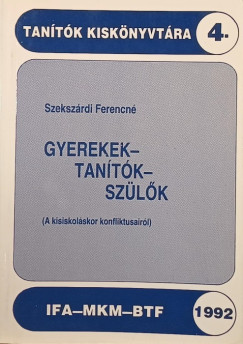 TANÍTÓK KISKÖNYVTÁRA 4.
Szekszárdi Ferencné
GYEREKEK–
TANÍTÓK–
SZÜLŐK
(A kisiskoláskor konfliktusairól)
IFA–MKM–BTF 1992